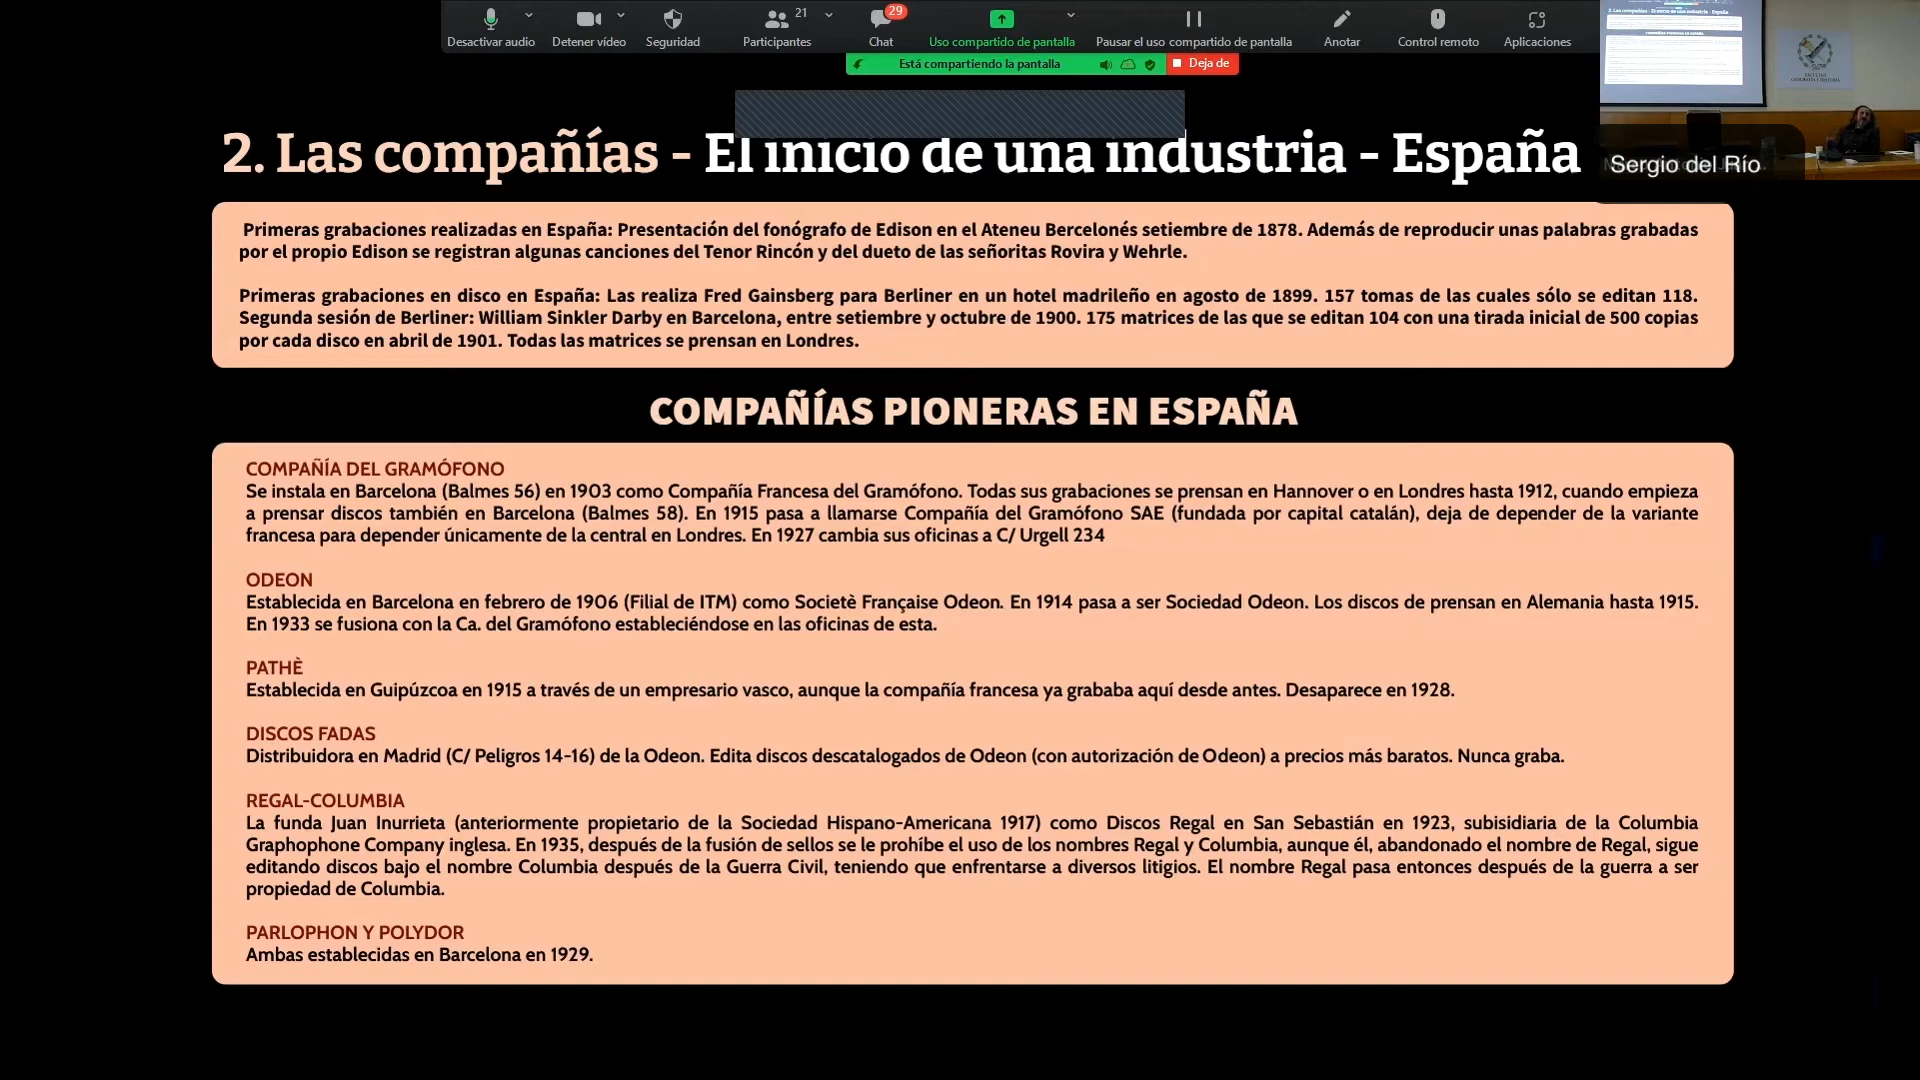 Desactivar audio
Detener vídeo
Seguridad
21
Participantes
29
Chat
Uso compartido de pantalla
Pausar el uso compartido de pantalla
Anotar
Control remoto
Aplicaciones
Está compartiendo la pantalla
Deja de
2. Las compañías - El inicio de una industria - España
Sergio del Río
Primeras grabaciones realizadas en España: Presentación del fonógrafo de Edison en el Ateneu Bercelonés setiembre de 1878. Además de reproducir unas palabras grabadas
por el propio Edison se registran algunas canciones del Tenor Rincón y del dueto de las señoritas Rovira y Wehrle.
Primeras grabaciones en disco en España: Las realiza Fred Gainsberg para Berliner en un hotel madrileño en agosto de 1899. 157 tomas de las cuales sólo se editan 118.
Segunda sesión de Berliner: William Sinkler Darby en Barcelona, entre setiembre y octubre de 1900. 175 matrices de las que se editan 104 con una tirada inicial de 500 copias
por cada disco en abril de 1901. Todas las matrices se prensan en Londres.
COMPAÑÍAS PIONERAS EN ESPAÑA
COMPAÑÍA DEL GRAMÓFONO
Se instala en Barcelona (Balmes 56) en 1903 como Compañía Francesa del Gramófono. Todas sus grabaciones se prensan en Hannover o en Londres hasta 1912, cuando empieza
a prensar discos también en Barcelona (Balmes 58). En 1915 pasa a llamarse Compañía del Gramófono SAE (fundada por capital catalán), deja de depender de la variante
francesa para depender únicamente de la central en Londres. En 1927 cambia sus oficinas a C/ Urgell 234
ODEON
Establecida en Barcelona en febrero de 1906 (Filial de ITM) como Societè Française Odeon. En 1914 pasa a ser Sociedad Odeon. Los discos de prensan en Alemania hasta 1915.
En 1933 se fusiona con la Ca. del Gramófono estableciéndose en las oficinas de esta.
PATHÈ
Establecida en Guipúzcoa en 1915 a través de un empresario vasco, aunque la compañía francesa ya grababa aquí desde antes. Desaparece en 1928.
DISCOS FADAS
Distribuidora en Madrid (C/ Peligros 14-16) de la Odeon. Edita discos descatalogados de Odeon (con autorización de Odeon) a precios más baratos. Nunca graba.
REGAL-COLUMBIA
La funda Juan Inurrieta (anteriormente propietario de la Sociedad Hispano-Americana 1917) como Discos Regal en San Sebastián en 1923, subisidiaria de la Columbia
Graphophone Company inglesa. En 1935, después de la fusión de sellos se le prohíbe el uso de los nombres Regal y Columbia, aunque él, abandonado el nombre de Regal, sigue
editando discos bajo el nombre Columbia después de la Guerra Civil, teniendo que enfrentarse a diversos litigios. El nombre Regal pasa entonces después de la guerra a ser
propiedad de Columbia.
PARLOPHON Y POLYDOR
Ambas establecidas en Barcelona en 1929.